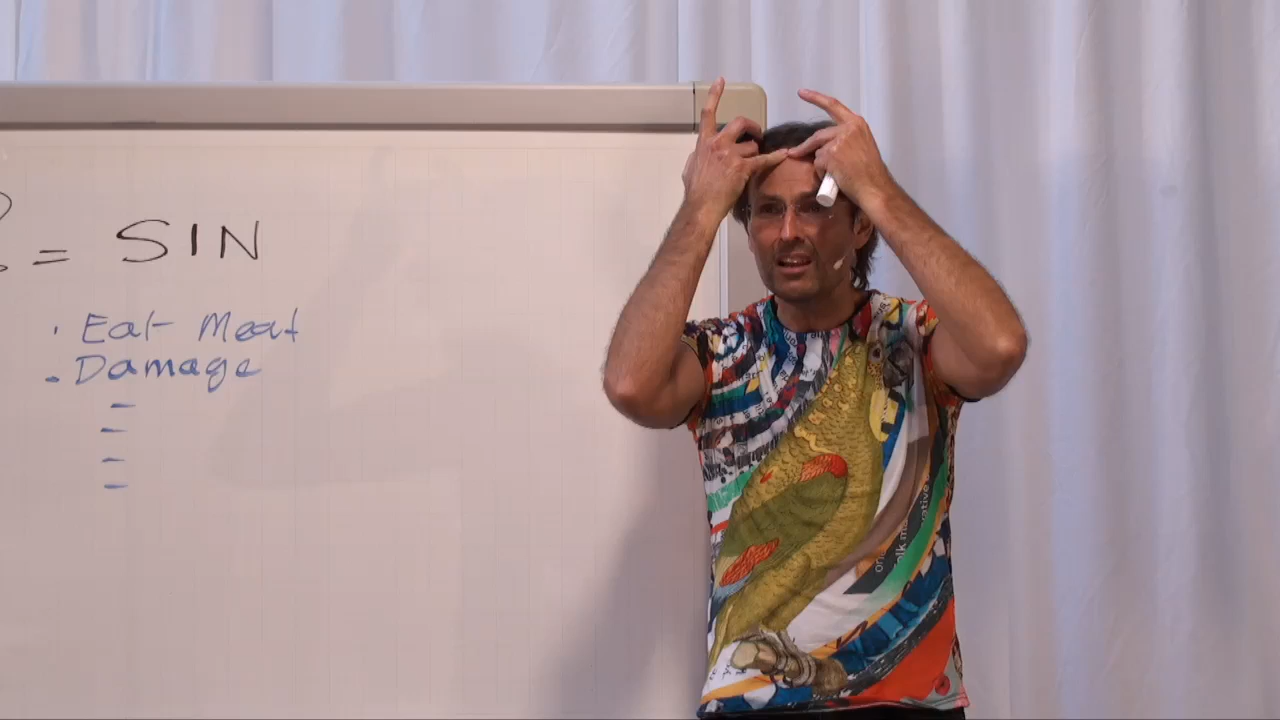 = SIN
· Eat Meat
. Damage
–
–
–
–